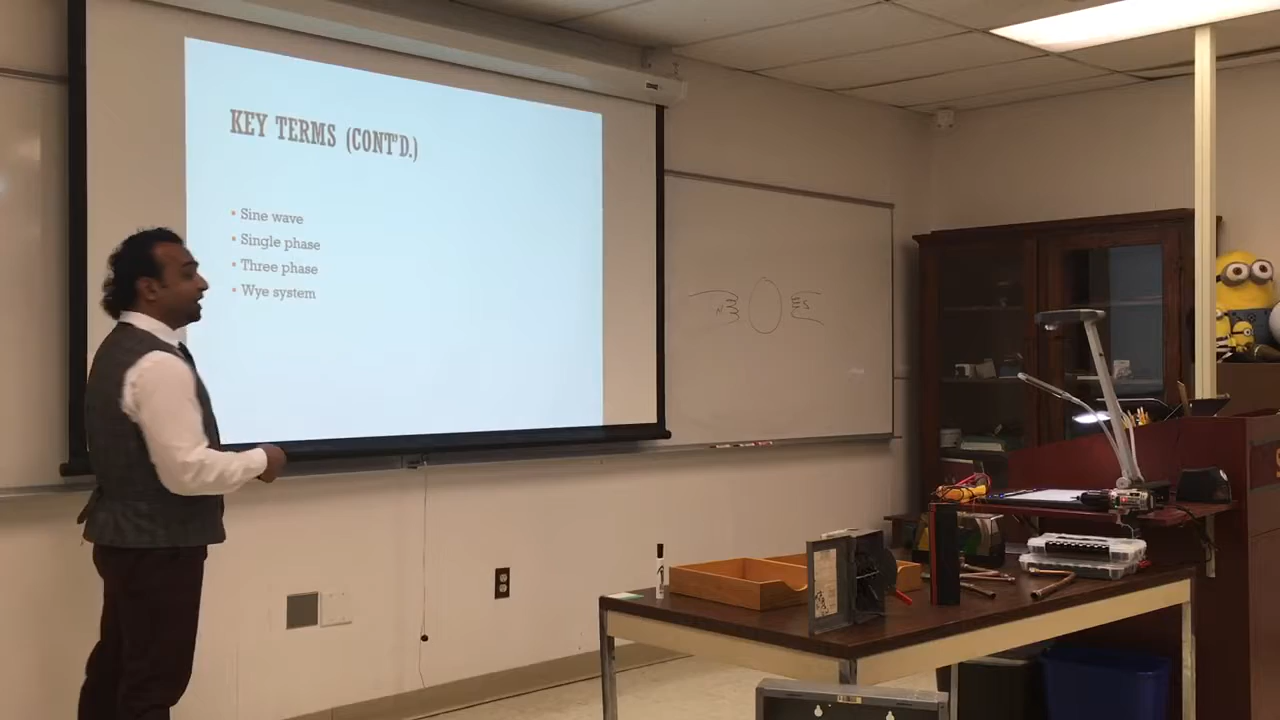 KEY TERMS (CONT'D.)
• Sine wave
• Single phase
• Three phase
• Wye system
N
S